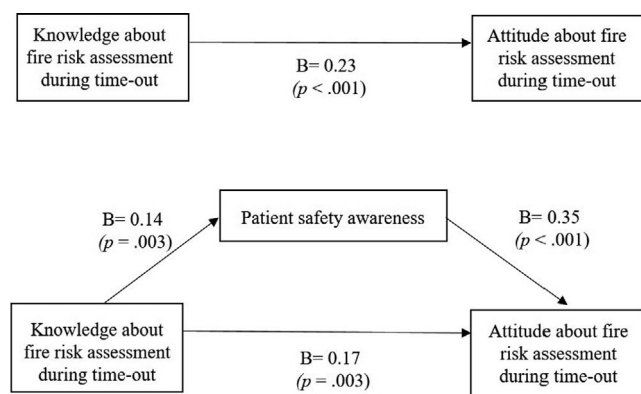 Knowledge about
fire risk assessment
during time-out
B= 0.23
(p < .001)
Attitude about fire
risk assessment
during time-out
B= 0.14
(p = .003)
Patient safety awareness
B= 0.35
(p < .001)
Knowledge about
fire risk assessment
during time-out
B= 0.17
(p = .003)
Attitude about fire
risk assessment
during time-out